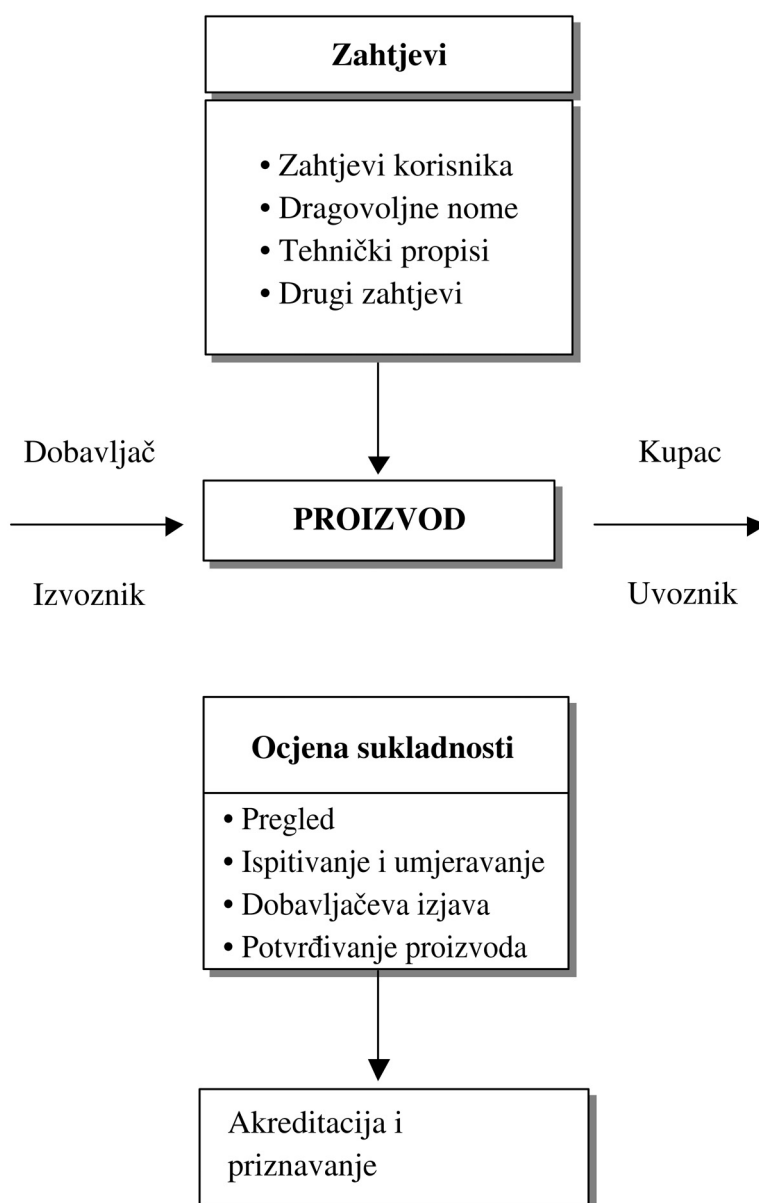 Zahtjevi
• Zahtjevi korisnika
• Dragovoljne nome
• Tehnički propisi
• Drugi zahtjevi
Dobavljač
Kupac
PROIZVOD
Izvoznik
Uvoznik
Ocjena sukladnosti
• Pregled
• Ispitivanje i umjeravanje
• Dobavljačeva izjava
• Potvrđivanje proizvoda
Akreditacija i
priznavanje